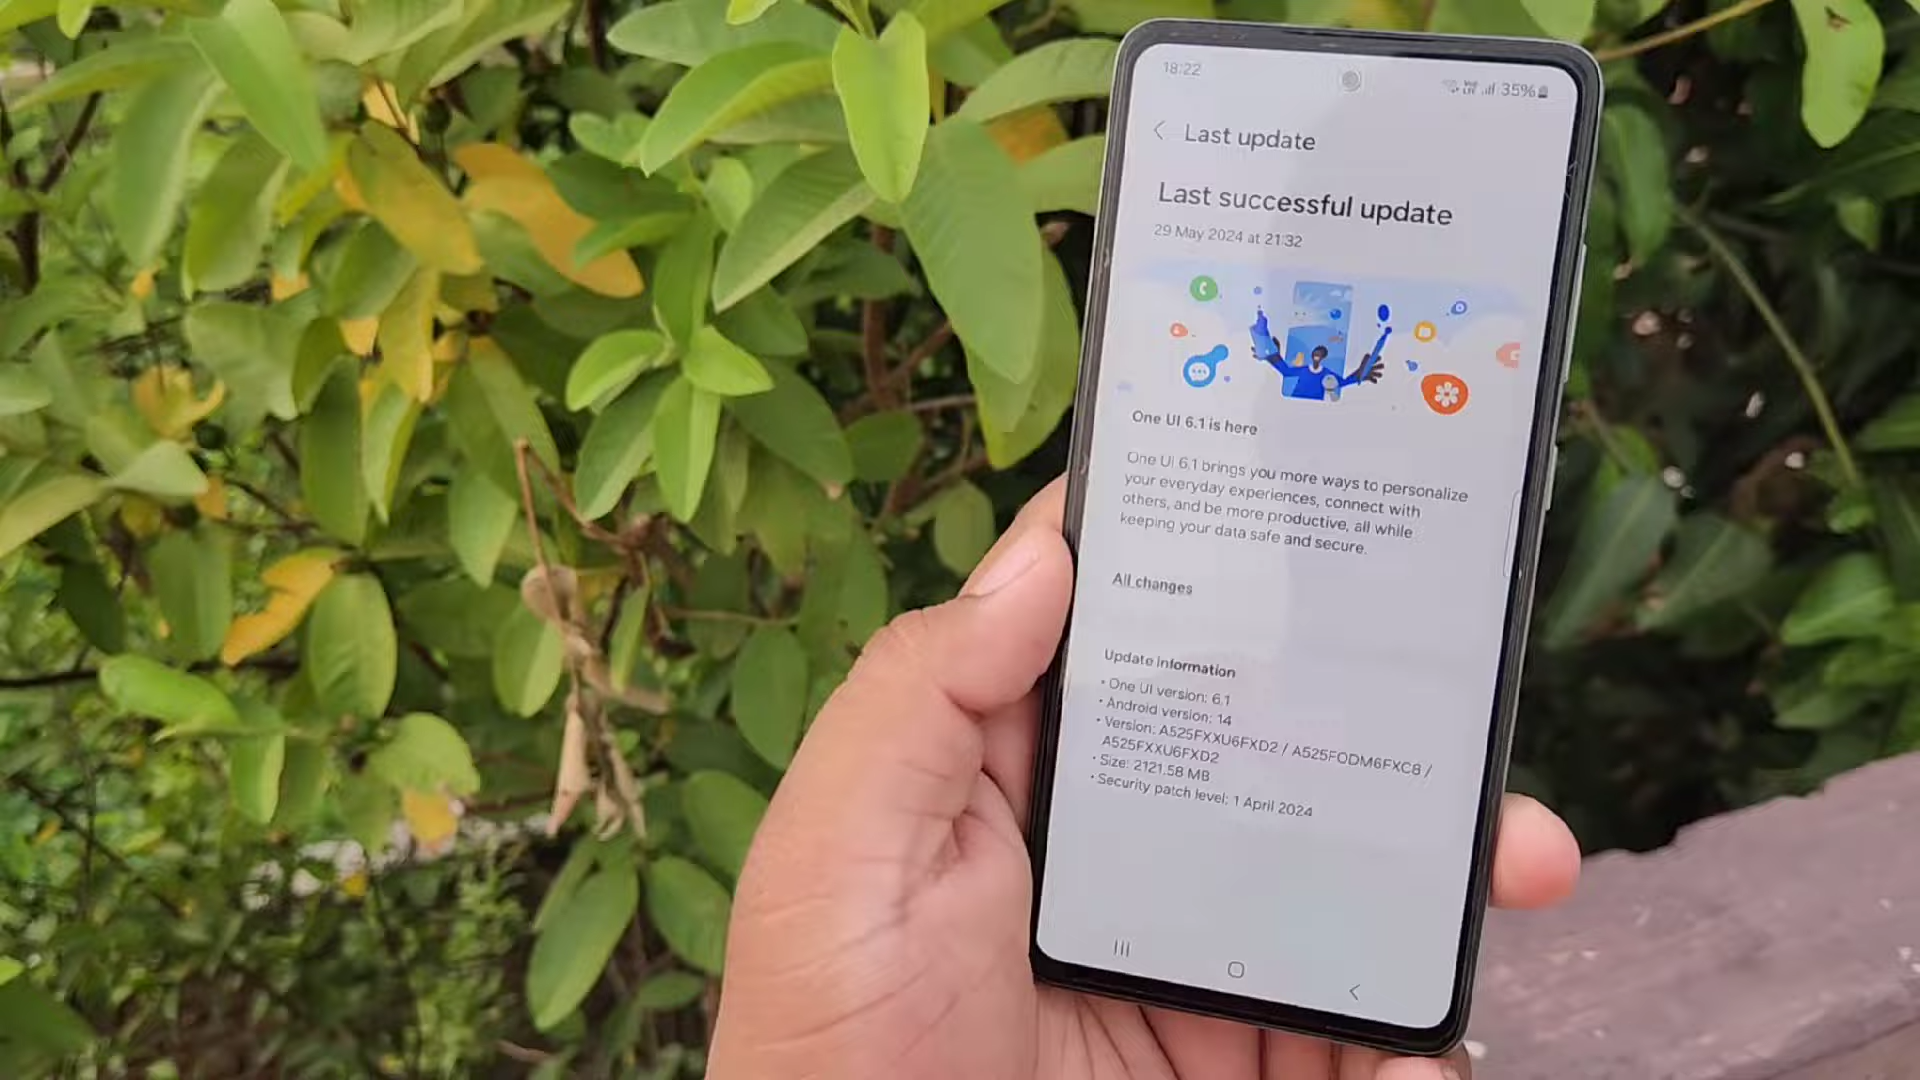 18:22
35%
Last update
Last successful update
29 May 2024 at 21:32
One UI 6.1 is here
One UI 6.1 brings you more ways to personalize
your everyday experiences, connect with
others, and be more productive, all while
keeping your data safe and secure.
All changes
Update information
• One UI version: 6.1
• Android version: 14
• Version: A525FXXU6FXD2 / A525FODM6FXC8 /
A525FXXU6FXD2
• Size: 2121.58 MB
• Security patch level: 1 April 2024